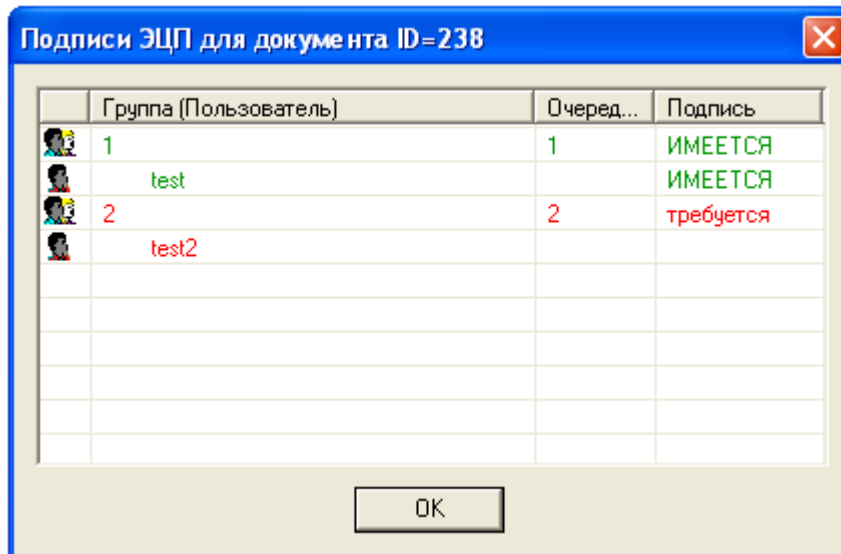 Подписи ЭЦП для документа ID=238
Группа (Пользователь) Очеред... Подпись
1 1 ИМЕЕТСЯ
test ИМЕЕТСЯ
2 2 требуется
test2
OK